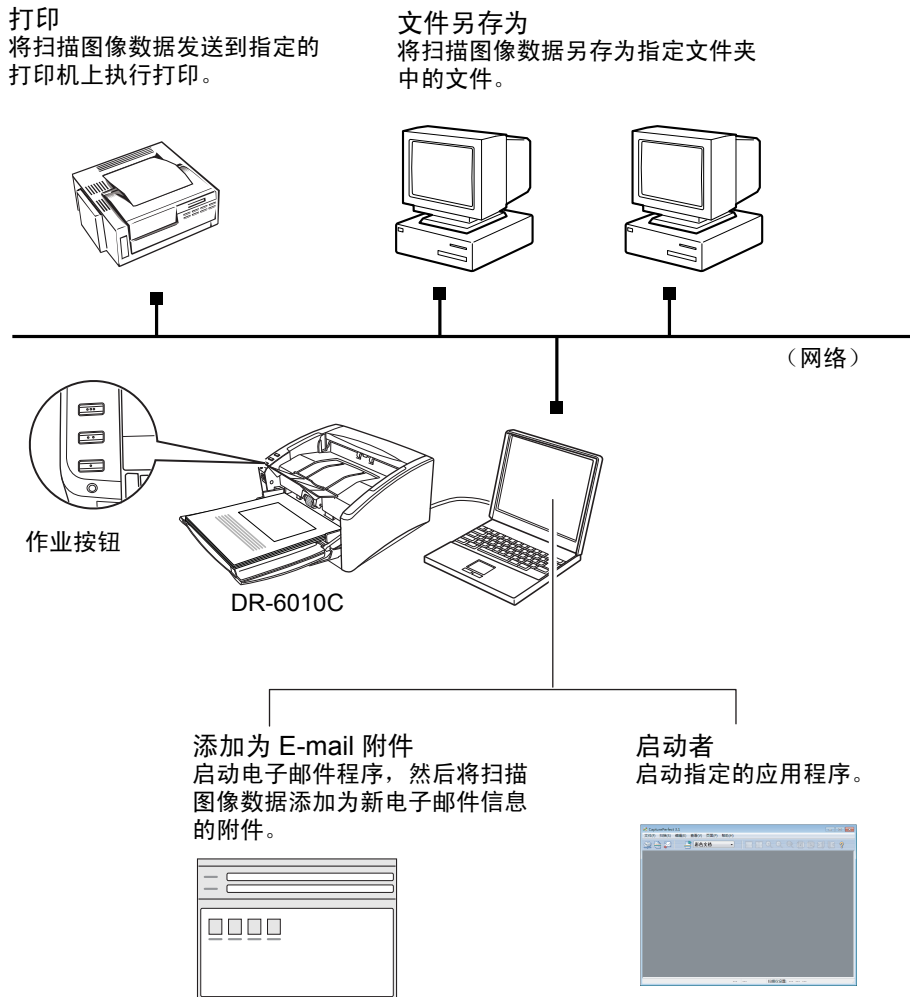 打印
将扫描图像数据发送到指定的
打印机上执行打印。
文件另存为
将扫描图像数据另存为指定文件夹
中的文件。
（网络）
作业按钮
DR-6010C
添加为 E-mail 附件
启动电子邮件程序，然后将扫描
图像数据添加为新电子邮件信息
的附件。
启动者
启动指定的应用程序。
彩色文档